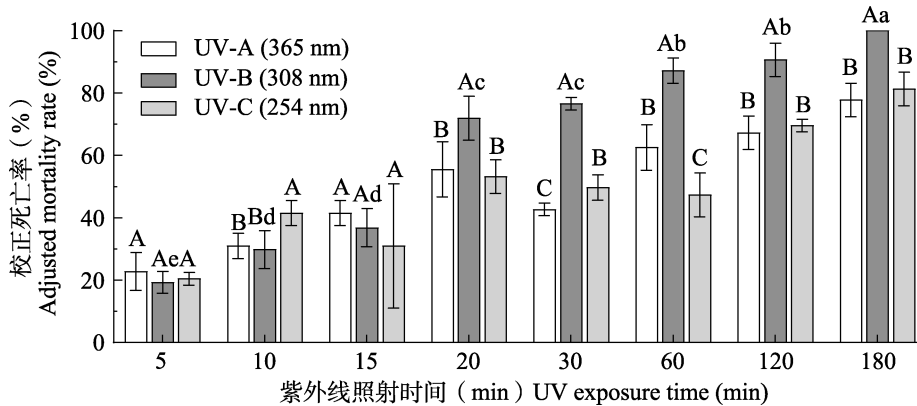 校正死亡率（%）
Adjusted mortality rate (%)
100
80
60
40
20
0
UV-A (365 nm)
UV-B (308 nm)
UV-C (254 nm)
A
Ae
A
B
Bd
A
A
Ad
A
B
Ac
B
C
Ac
B
B
Ab
C
B
Ab
B
B
Aa
B
5 10 15 20 30 60 120 180
紫外线照射时间（min）UV exposure time (min)